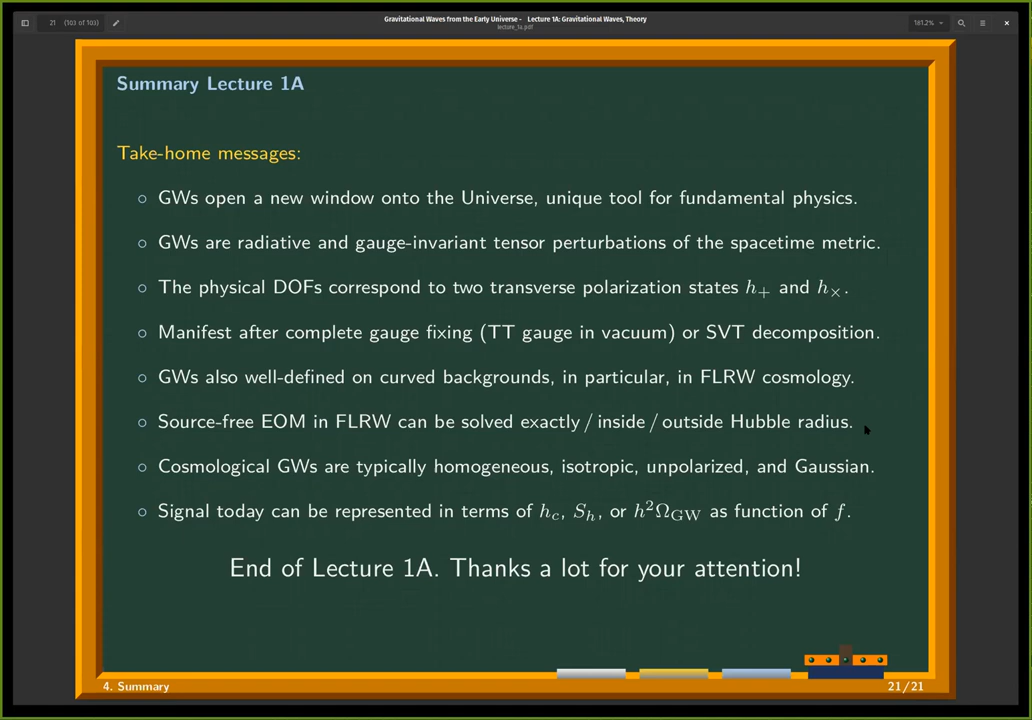 21 (103 of 103)
Gravitational Waves from the Early Universe - Lecture 1A: Gravitational Waves, Theory
lecture_1a.pdf
161.2%
Summary Lecture 1A
Take-home messages:
○ GWs open a new window onto the Universe, unique tool for fundamental physics.
○ GWs are radiative and gauge-invariant tensor perturbations of the spacetime metric.
○ The physical DOFs correspond to two transverse polarization states h₊ and h×.
○ Manifest after complete gauge fixing (TT gauge in vacuum) or SVT decomposition.
○ GWs also well-defined on curved backgrounds, in particular, in FLRW cosmology.
○ Source-free EOM in FLRW can be solved exactly / inside / outside Hubble radius.
○ Cosmological GWs are typically homogeneous, isotropic, unpolarized, and Gaussian.
○ Signal today can be represented in terms of h_c, S_h, or h²Ω_GW as function of f.
End of Lecture 1A. Thanks a lot for your attention!
4. Summary
21/21